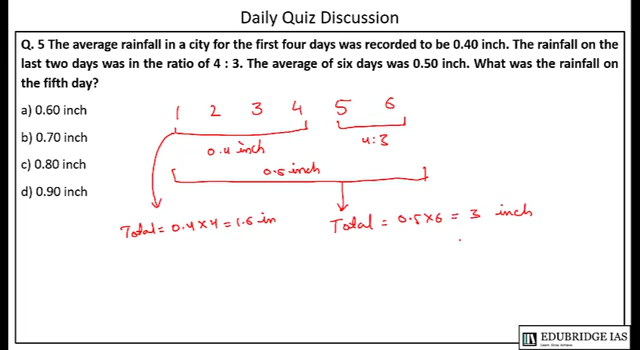 Daily Quiz Discussion
Q. 5 The average rainfall in a city for the first four days was recorded to be 0.40 inch. The rainfall on the
last two days was in the ratio of 4 : 3. The average of six days was 0.50 inch. What was the rainfall on
the fifth day?
a) 0.60 inch
1 2 3 4 5 6
b) 0.70 inch
0.4 inch
4:3
c) 0.80 inch
0.5 inch
d) 0.90 inch
Total = 0.4 x 4 = 1.6 in
Total = 0.5 x 6 = 3 inch
EDUBRIDGE IAS